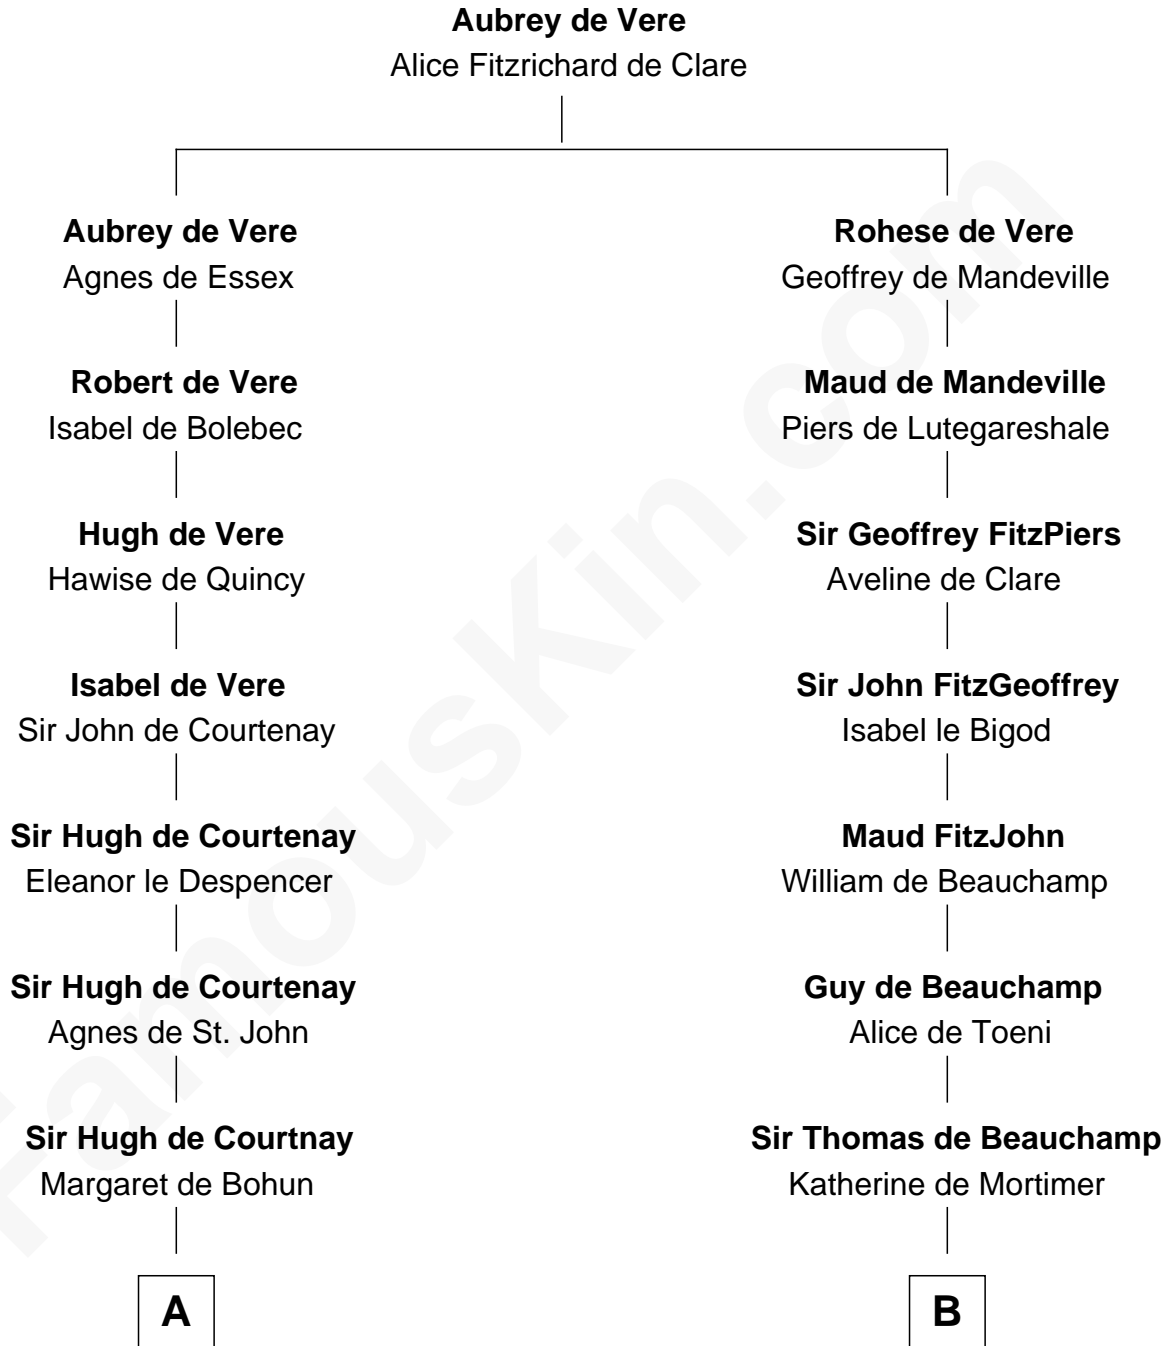 Aubrey de Vere
Alice Fitzrichard de Clare
Aubrey de Vere
Agnes de Essex
Robert de Vere
Isabel de Bolebec
Hugh de Vere
Hawise de Quincy
Isabel de Vere
Sir John de Courtenay
Sir Hugh de Courtenay
Eleanor le Despencer
Sir Hugh de Courtenay
Agnes de St. John
Sir Hugh de Courtnay
Margaret de Bohun
A
Rohese de Vere
Geoffrey de Mandeville
Maud de Mandeville
Piers de Lutegareshale
Sir Geoffrey FitzPiers
Aveline de Clare
Sir John FitzGeoffrey
Isabel le Bigod
Maud FitzJohn
William de Beauchamp
Guy de Beauchamp
Alice de Toeni
Sir Thomas de Beauchamp
Katherine de Mortimer
B
FamousKin.com